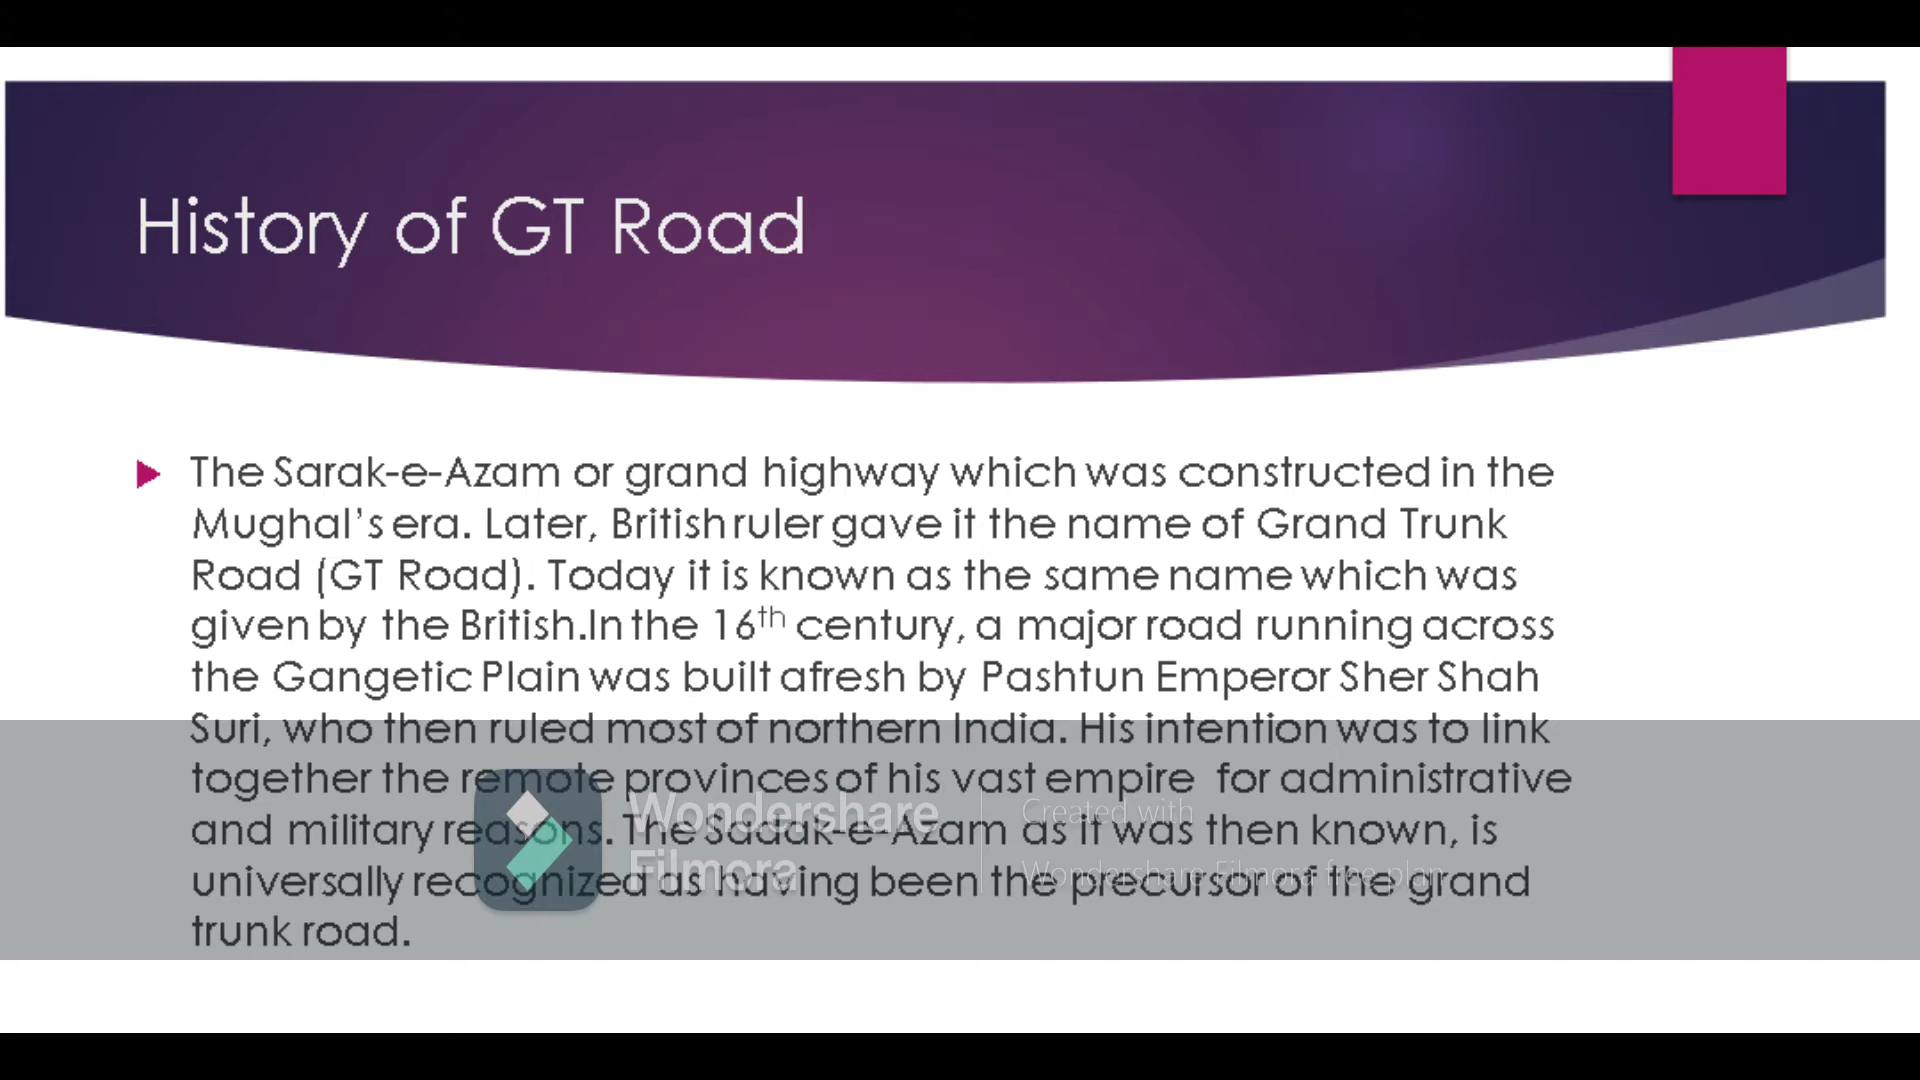 History of GT Road
The Sarak-e-Azam or grand highway which was constructed in the
Mughal's era. Later, British ruler gave it the name of Grand Trunk
Road (GT Road). Today it is known as the same name which was
given by the British.In the 16th century, a major road running across
the Gangetic Plain was built afresh by Pashtun Emperor Sher Shah
Suri, who then ruled most of northern India. His intention was to link
together the remote provinces of his vast empire for administrative
and military reasons. The Sadak-e-Azam as it was then known, is
universally recognized as having been the precursor of the grand
trunk road.
Wondershare
Filmora
Created with
Wondershare Filmora free plan